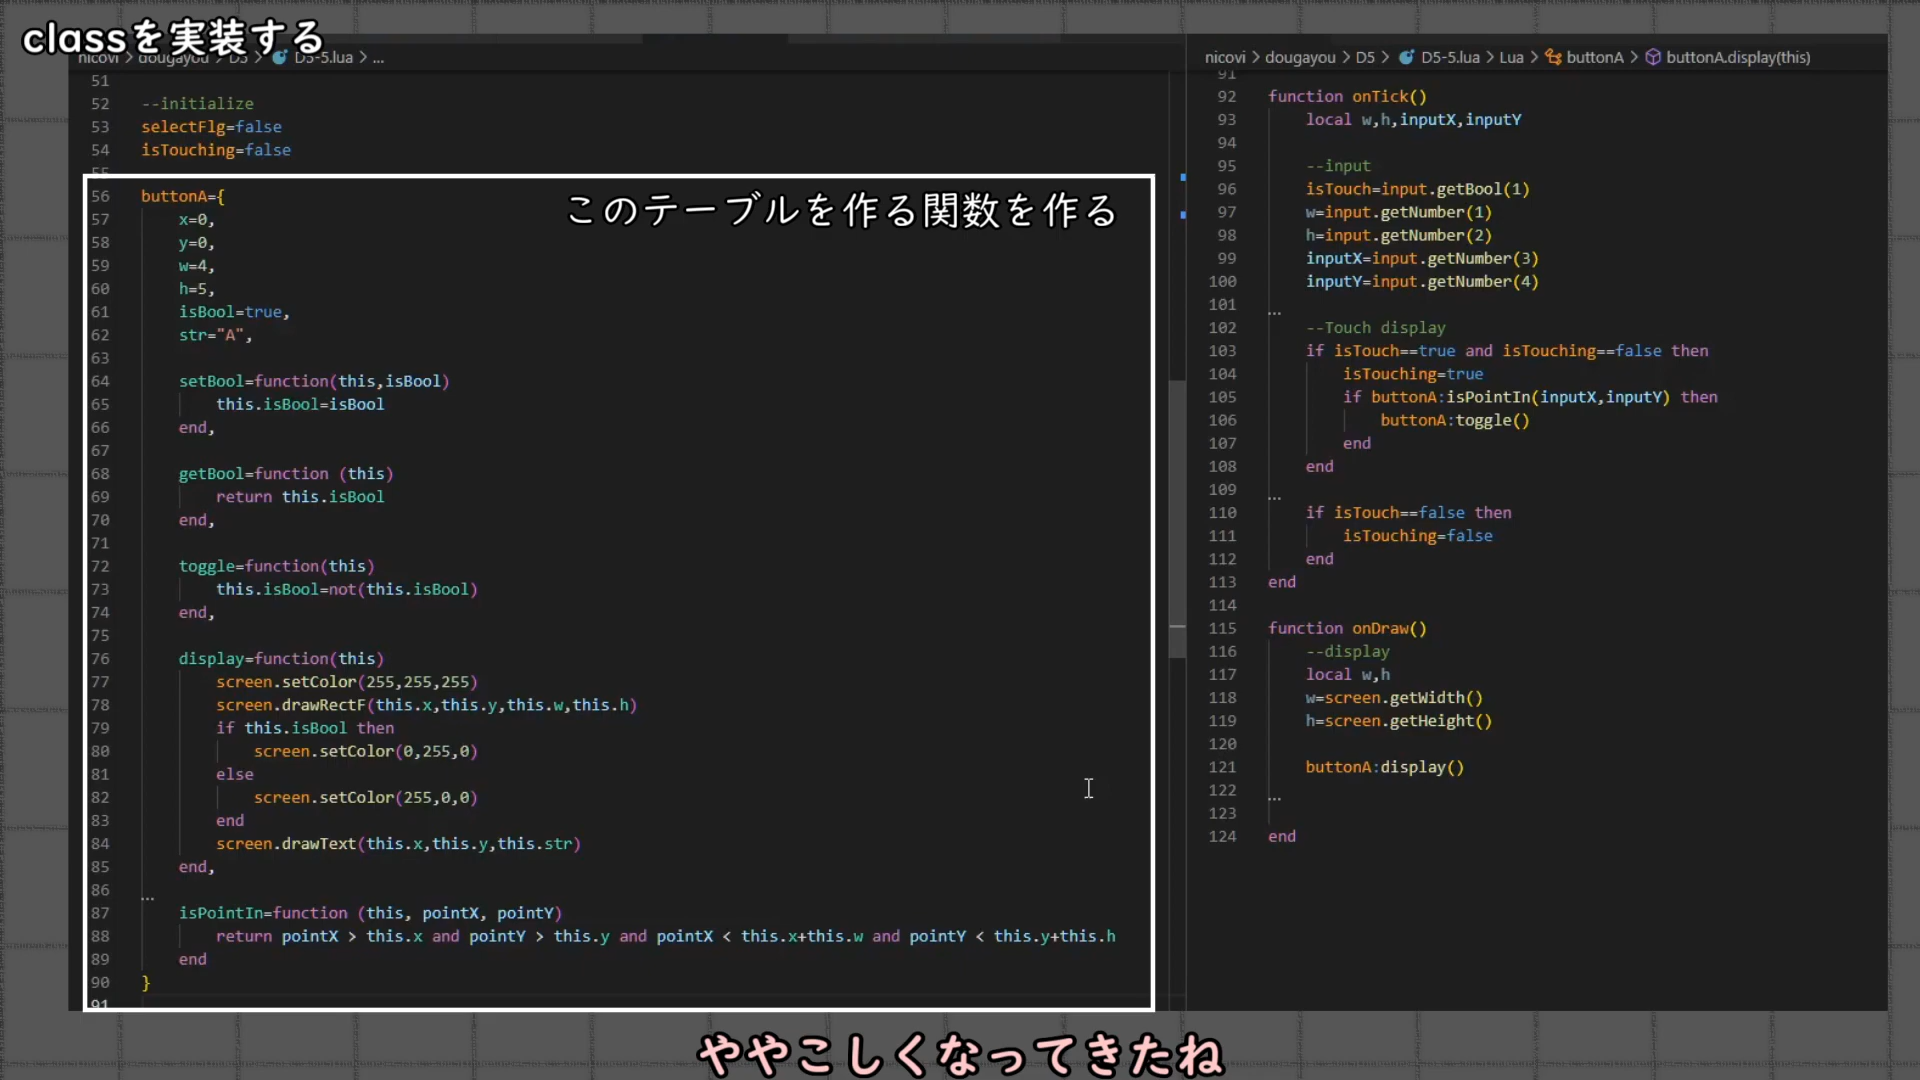 classを実装する
nicovi > dougayou > D5 > D5-5.lua > ...
51
52 --initialize
53 selectFlg=false
54 isTouching=false
55
56 buttonA={
このテーブルを作る関数を作る
57 x=0,
58 y=0,
59 w=4,
60 h=5,
61 isBool=true,
62 str="A",
63
64 setBool=function(this,isBool)
65 this.isBool=isBool
66 end,
67
68 getBool=function (this)
69 return this.isBool
70 end,
71
72 toggle=function(this)
73 this.isBool=not(this.isBool)
74 end,
75
76 display=function(this)
77 screen.setColor(255,255,255)
78 screen.drawRectF(this.x,this.y,this.w,this.h)
79 if this.isBool then
80 screen.setColor(0,255,0)
81 else
82 screen.setColor(255,0,0)
83 end
84 screen.drawText(this.x,this.y,this.str)
85 end,
86
...
87 isPointIn=function (this, pointX, pointY)
88 return pointX > this.x and pointY > this.y and pointX < this.x+this.w and pointY < this.y+this.h
89 end
90 }
91
nicovi > dougayou > D5 > D5-5.lua > Lua > buttonA > buttonA.display(this)
91
92 function onTick()
93 local w,h,inputX,inputY
94
95 --input
96 isTouch=input.getBool(1)
97 w=input.getNumber(1)
98 h=input.getNumber(2)
99 inputX=input.getNumber(3)
100 inputY=input.getNumber(4)
101
...
102 --Touch display
103 if isTouch==true and isTouching==false then
104 isTouching=true
105 if buttonA:isPointIn(inputX,inputY) then
106 buttonA:toggle()
107 end
108 end
109
...
110 if isTouch==false then
111 isTouching=false
112 end
113 end
114
115 function onDraw()
116 --display
117 local w,h
118 w=screen.getWidth()
119 h=screen.getHeight()
120
121 buttonA:display()
122
...
123
124 end
ややこしくなってきたね